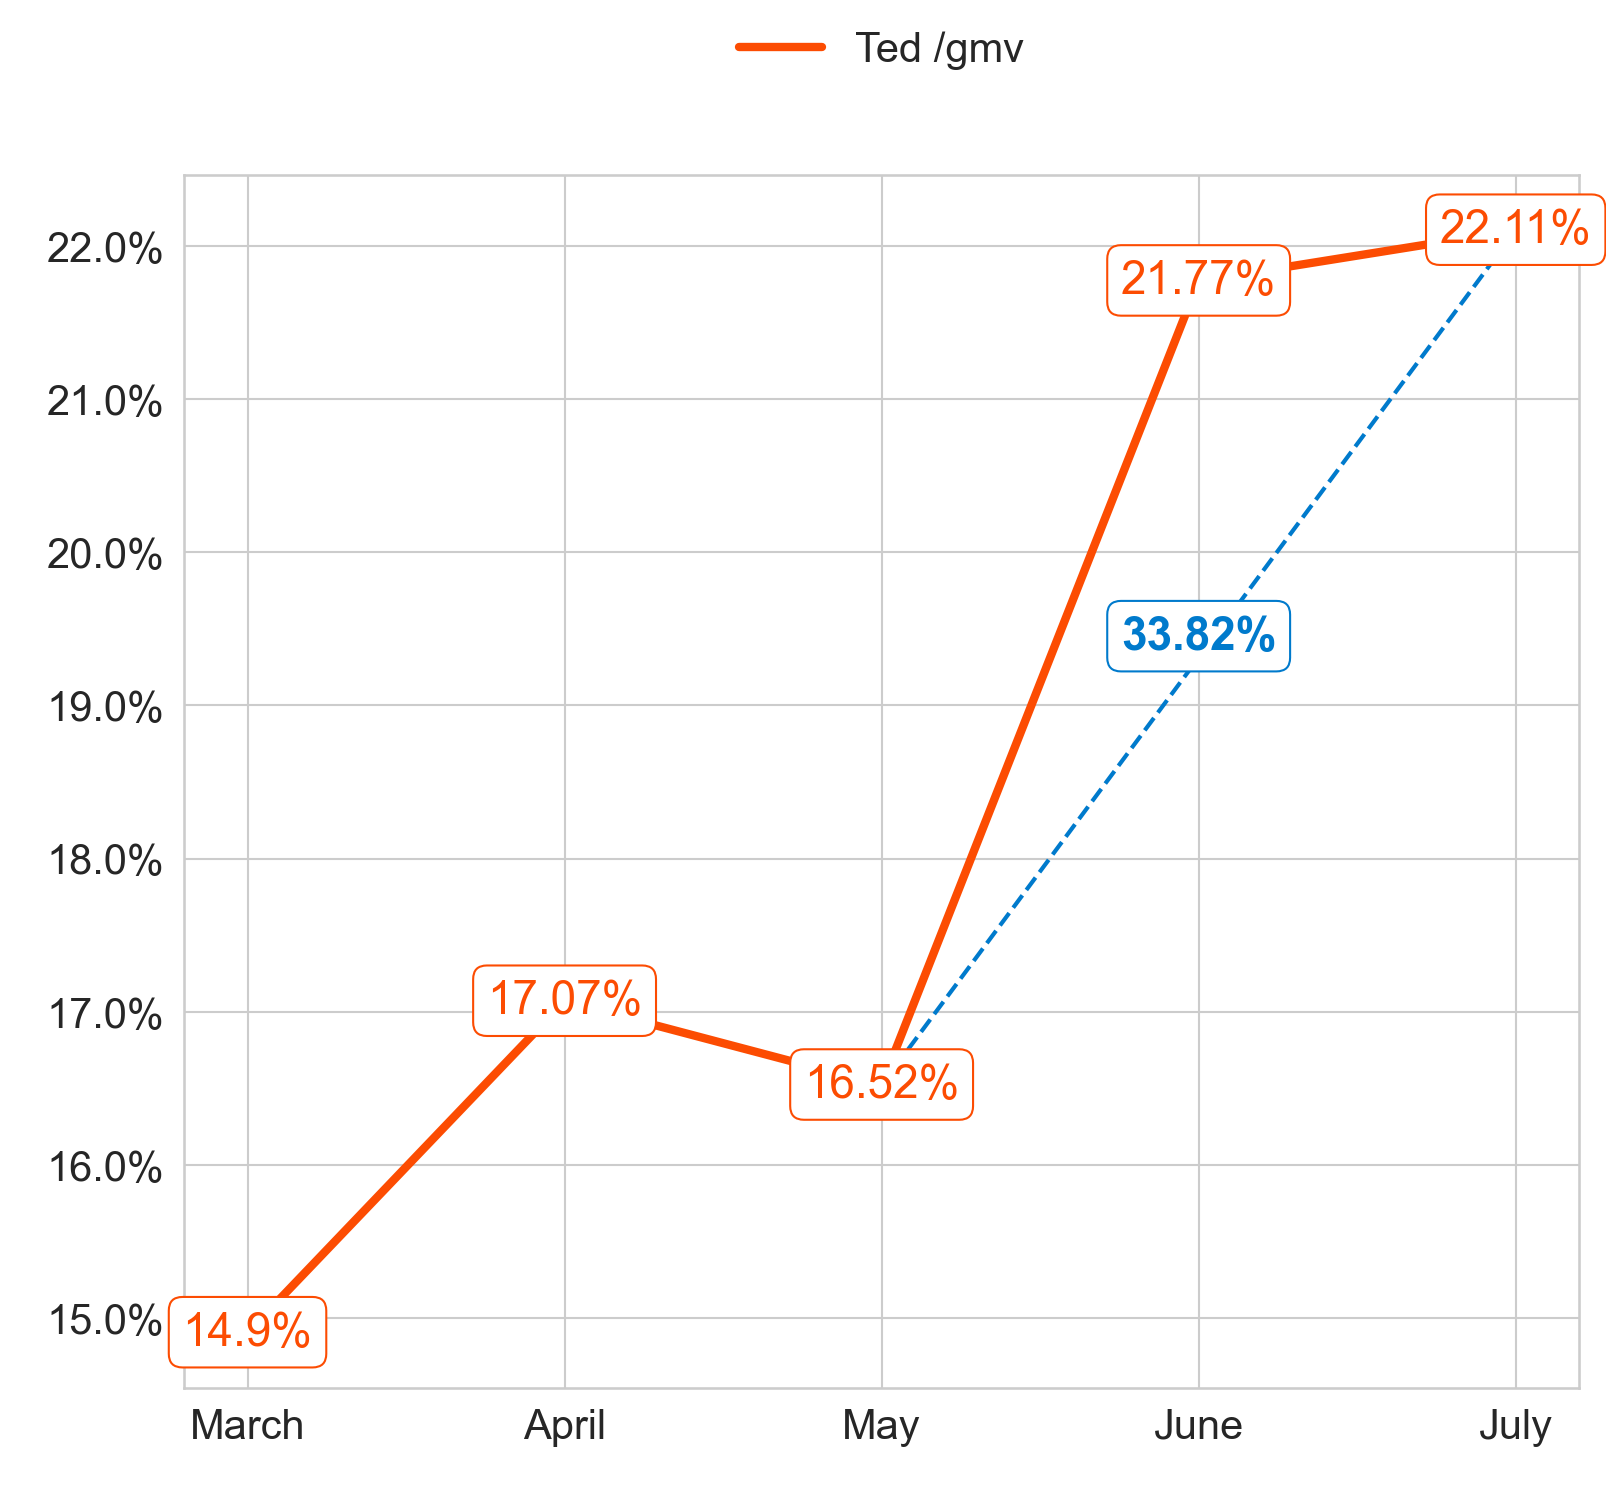 Ted /gmv
22.0%
21.0%
20.0%
19.0%
18.0%
17.0%
16.0%
15.0%
22.11%
21.77%
33.82%
17.07%
16.52%
14.9%
March
April
May
June
July